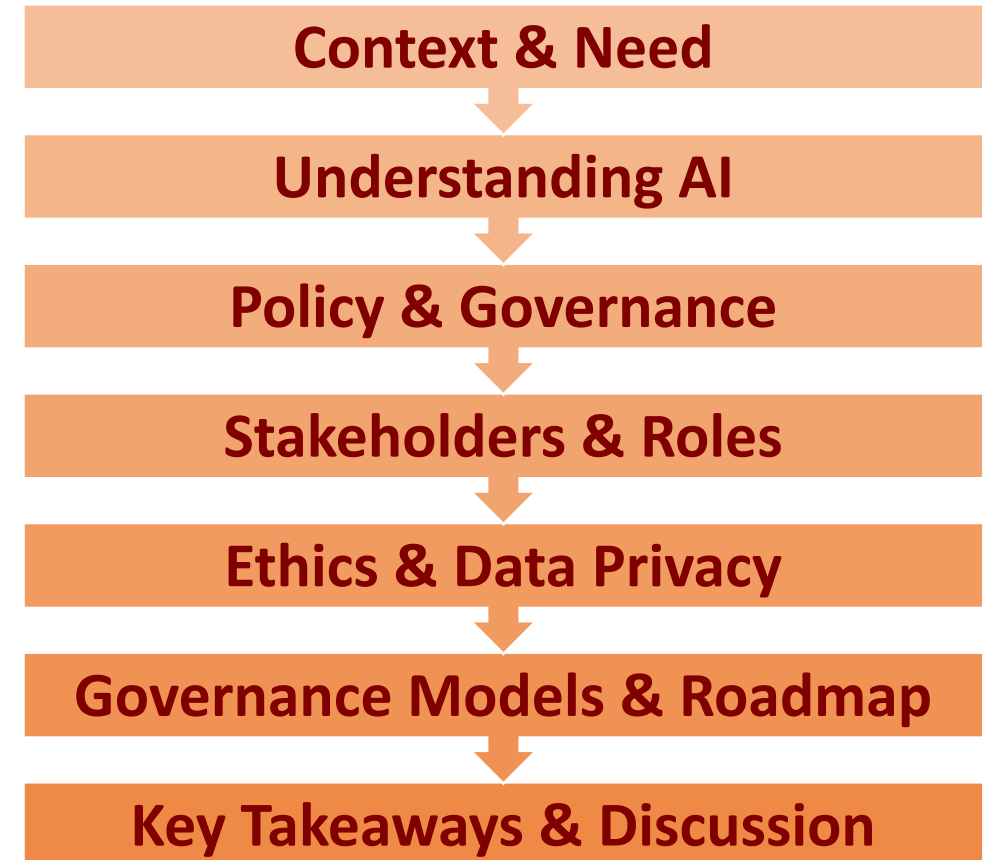 Context & Need
Understanding AI
Policy & Governance
Stakeholders & Roles
Ethics & Data Privacy
Governance Models & Roadmap
Key Takeaways & Discussion